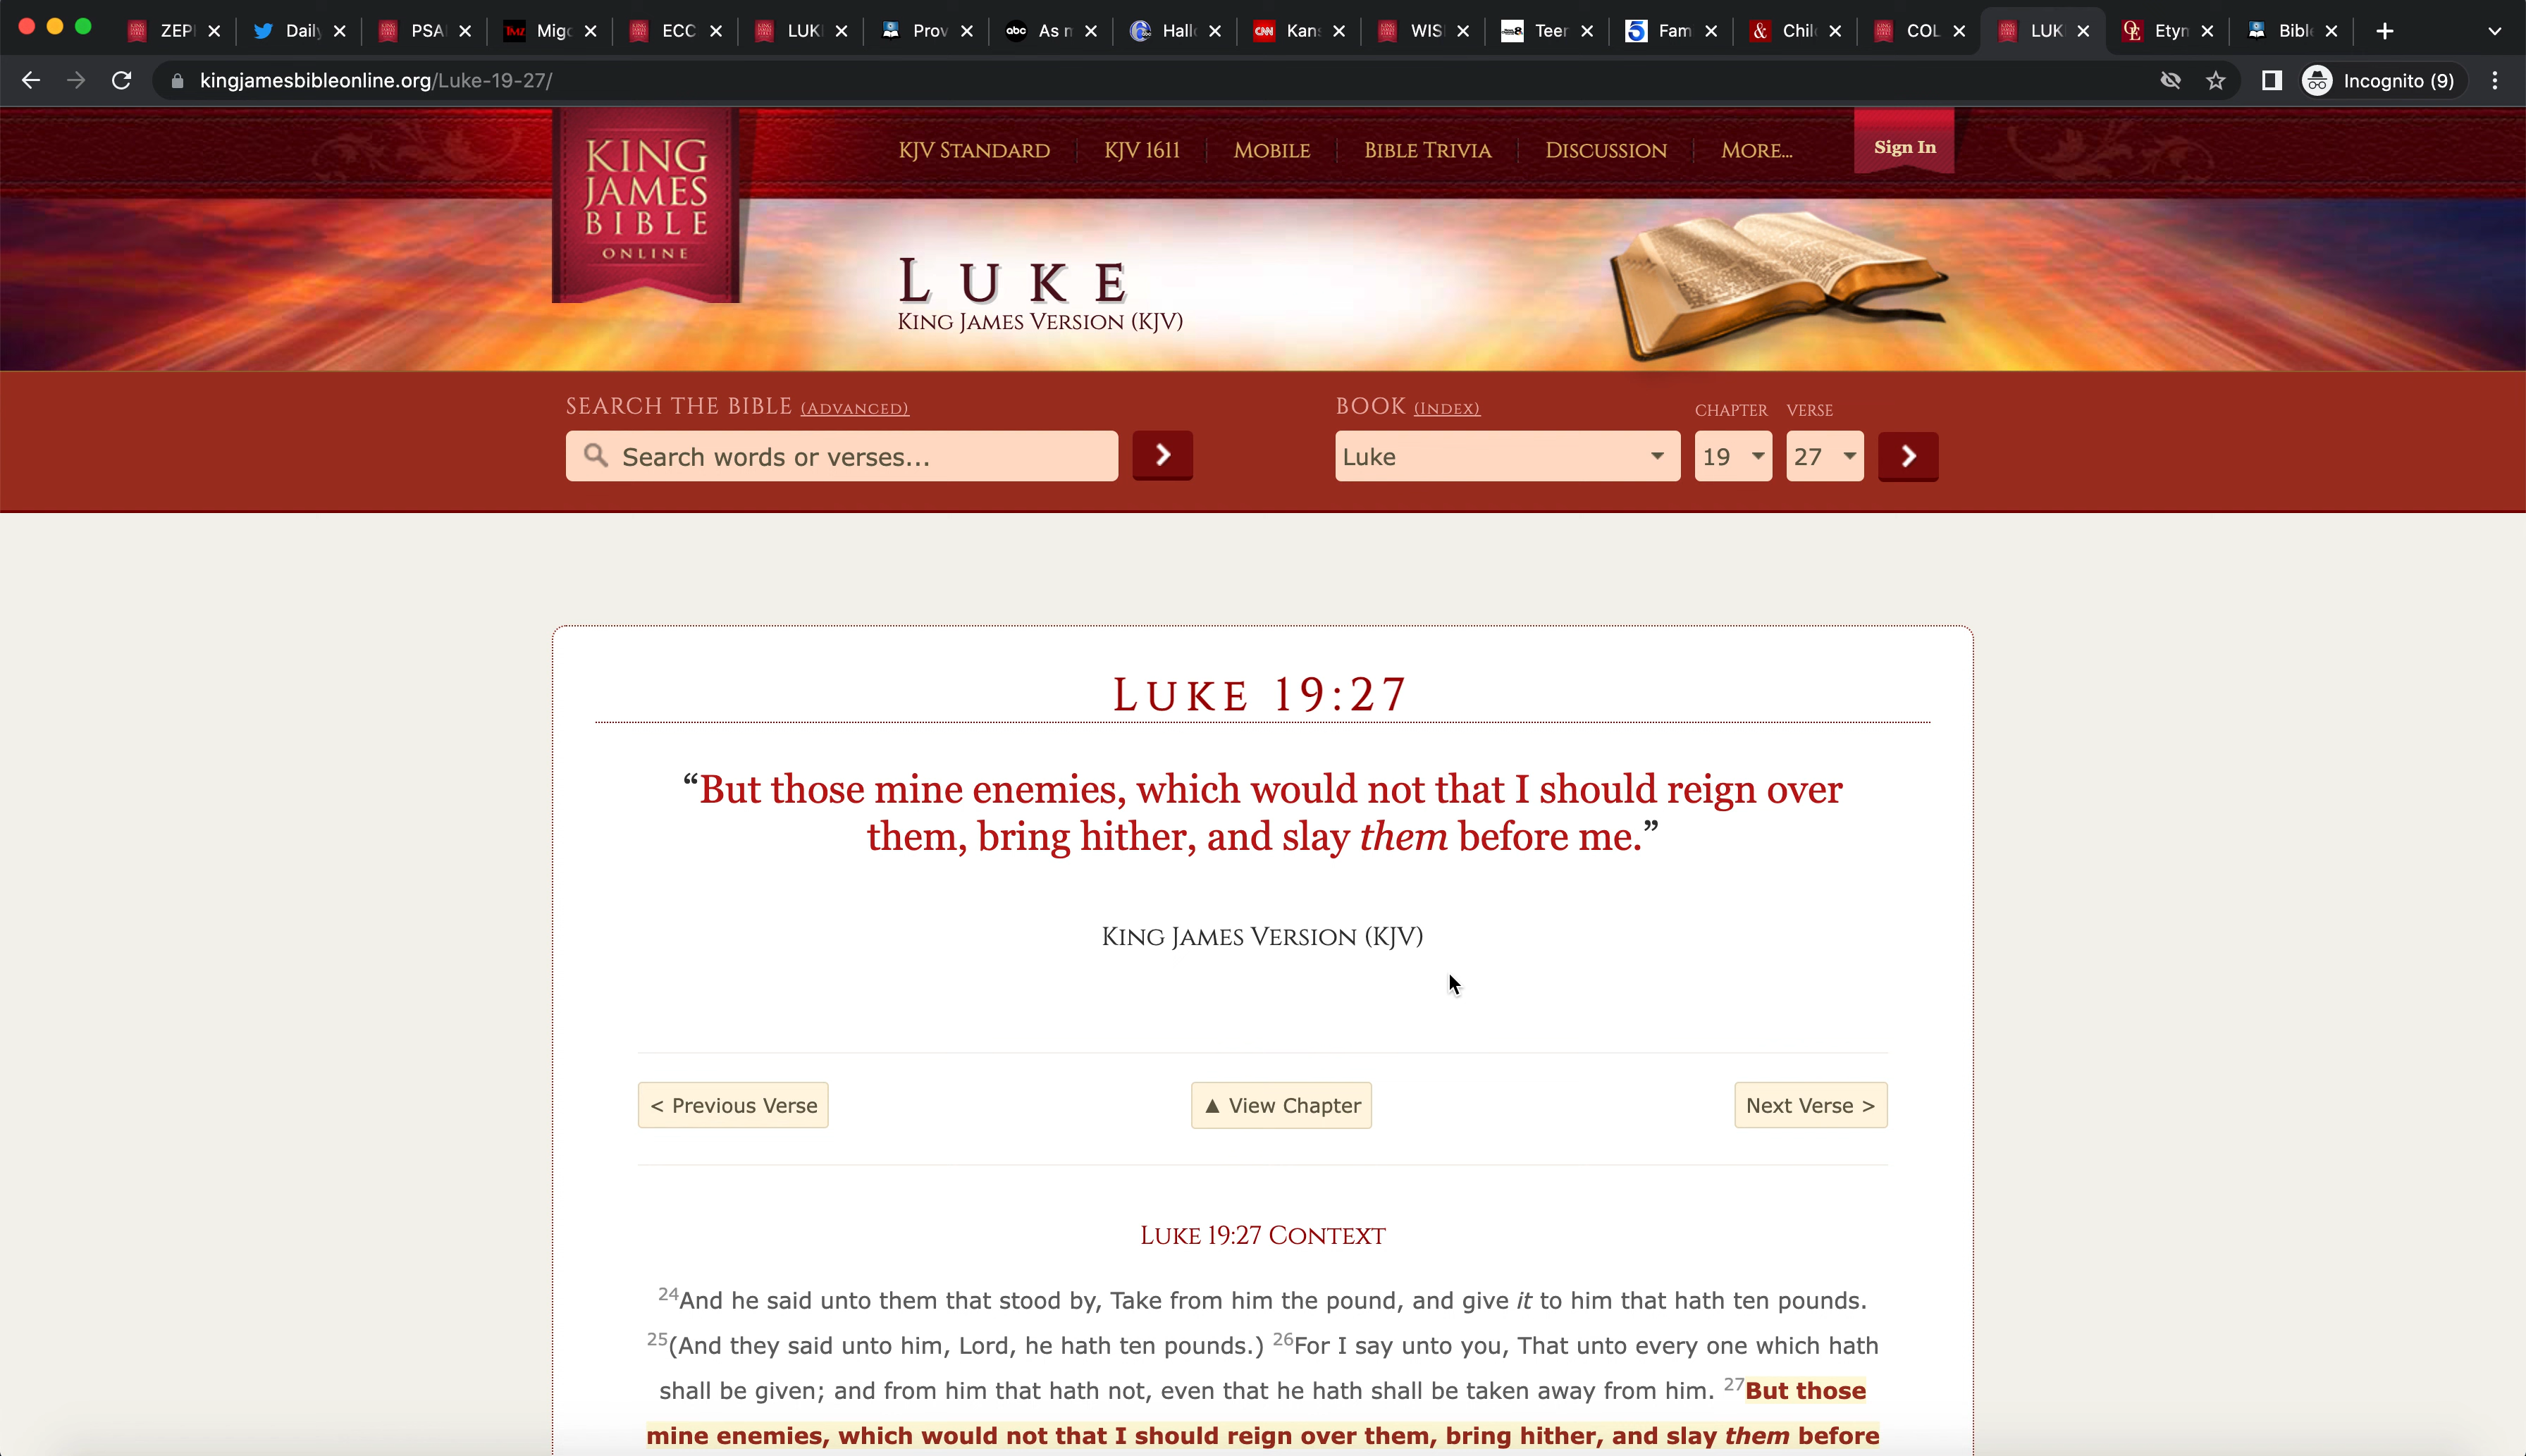 ZEP Daily PSA Migo ECC LUK Prov As m Hall Kans WIS Teen Fam Chil COL LUK Etym Bible
kingjamesbibleonline.org/Luke-19-27/ Incognito (9)
KING JAMES BIBLE ONLINE
KJV STANDARD KJV 1611 MOBILE BIBLE TRIVIA DISCUSSION MORE... Sign In
LUKE
KING JAMES VERSION (KJV)
SEARCH THE BIBLE (ADVANCED) BOOK (INDEX) CHAPTER VERSE
Search words or verses... Luke 19 27
LUKE 19:27
“But those mine enemies, which would not that I should reign over
them, bring hither, and slay them before me.”
KING JAMES VERSION (KJV)
< Previous Verse ▲ View Chapter Next Verse >
LUKE 19:27 CONTEXT
24And he said unto them that stood by, Take from him the pound, and give it to him that hath ten pounds.
25(And they said unto him, Lord, he hath ten pounds.) 26For I say unto you, That unto every one which hath
shall be given; and from him that hath not, even that he hath shall be taken away from him. 27But those
mine enemies, which would not that I should reign over them, bring hither, and slay them before